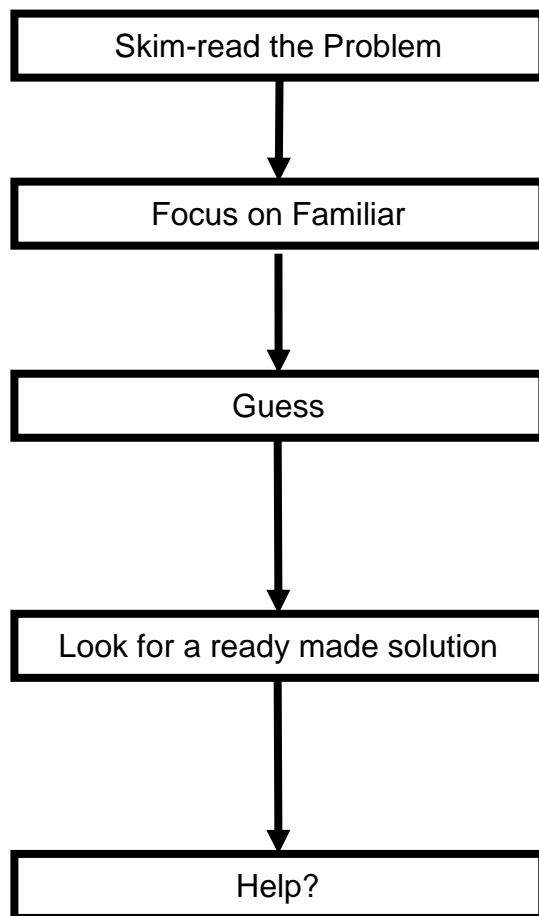 Skim-read the Problem
Focus on Familiar
Guess
Look for a ready made solution
Help?